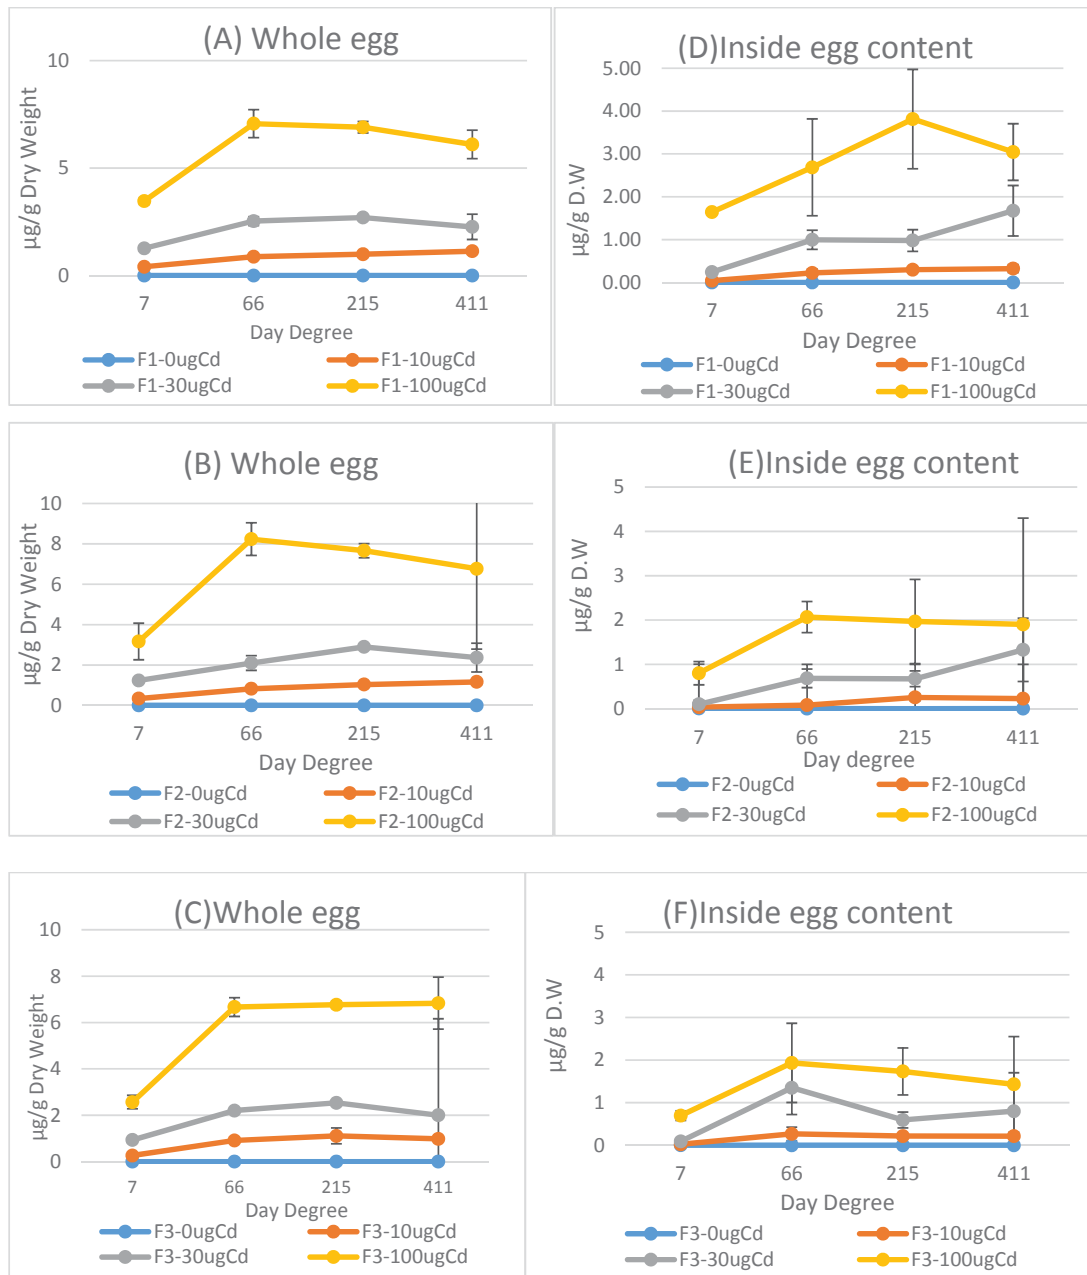 (A) Whole egg
10
5
0
µg/g Dry Weight
7 66 215 411
Day Degree
F1-0ugCd F1-10ugCd
F1-30ugCd F1-100ugCd
(D)Inside egg content
5.00
4.00
3.00
2.00
1.00
0.00
µg/g D.W
7 66 215 411
Day Degree
F1-0ugCd F1-10ugCd
F1-30ugCd F1-100ugCd
(B) Whole egg
10
8
6
4
2
0
µg/g Dry Weight
7 66 215 411
Day Degree
F2-0ugCd F2-10ugCd
F2-30ugCd F2-100ugCd
(E)Inside egg content
5
4
3
2
1
0
µg/g D.W
7 66 215 411
Day degree
F2-0ugCd F2-10ugCd
F2-30ugCd F2-100ugCd
(C)Whole egg
10
8
6
4
2
0
µg/g Dry Weight
7 66 215 411
Day Degree
F3-0ugCd F3-10ugCd
F3-30ugCd F3-100ugCd
(F)Inside egg content
5
4
3
2
1
0
µg/g D.W
7 66 215 411
Day Degree
F3-0ugCd F3-10ugCd
F3-30ugCd F3-100ugCd